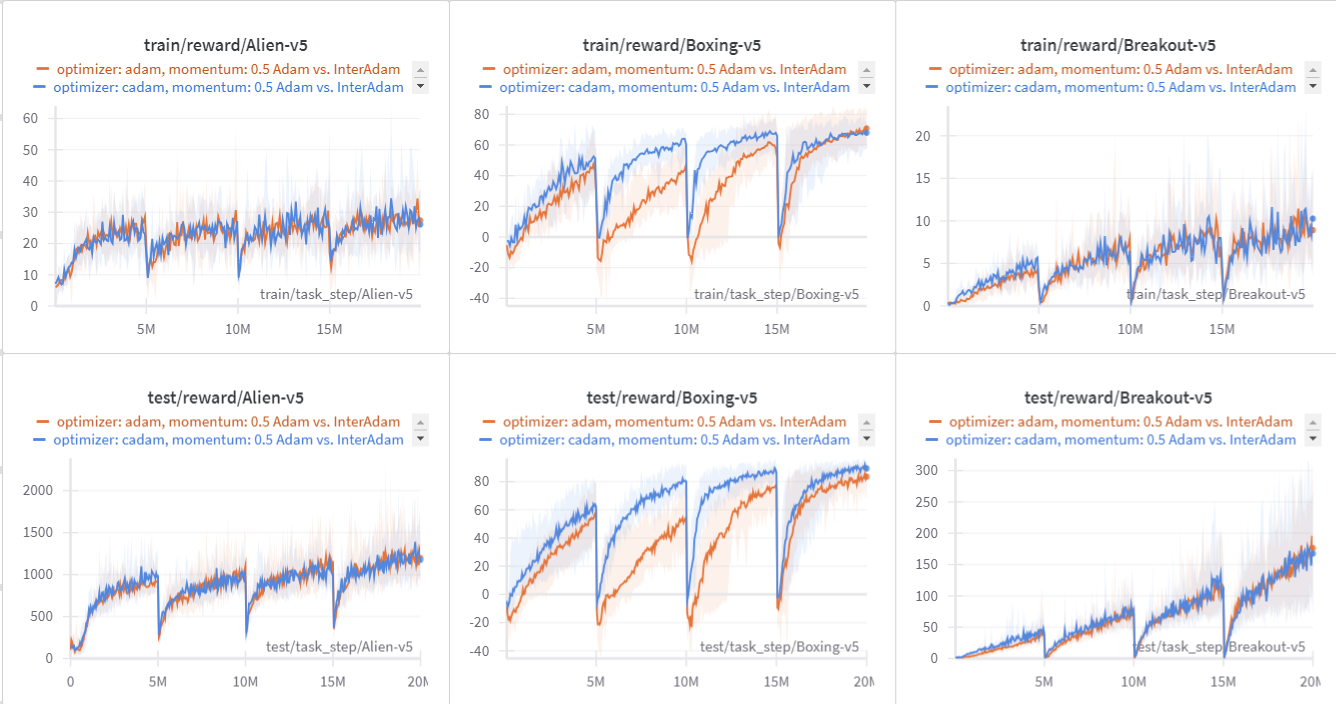 train/reward/Alien-v5
optimizer: adam, momentum: 0.5 Adam vs. InterAdam
optimizer: cadam, momentum: 0.5 Adam vs. InterAdam
60
50
40
30
20
10
0
train/task_step/Alien-v5
5M 10M 15M
train/reward/Boxing-v5
optimizer: adam, momentum: 0.5 Adam vs. InterAdam
optimizer: cadam, momentum: 0.5 Adam vs. InterAdam
80
60
40
20
0
-20
-40
train/task_step/Boxing-v5
5M 10M 15M
train/reward/Breakout-v5
optimizer: adam, momentum: 0.5 Adam vs. InterAdam
optimizer: cadam, momentum: 0.5 Adam vs. InterAdam
20
15
10
5
0
train/task_step/Breakout-v5
5M 10M 15M
test/reward/Alien-v5
optimizer: adam, momentum: 0.5 Adam vs. InterAdam
optimizer: cadam, momentum: 0.5 Adam vs. InterAdam
2000
1500
1000
500
0
test/task_step/Alien-v5
0 5M 10M 15M 20M
test/reward/Boxing-v5
optimizer: adam, momentum: 0.5 Adam vs. InterAdam
optimizer: cadam, momentum: 0.5 Adam vs. InterAdam
80
60
40
20
0
-20
-40
test/task_step/Boxing-v5
5M 10M 15M 20M
test/reward/Breakout-v5
optimizer: adam, momentum: 0.5 Adam vs. InterAdam
optimizer: cadam, momentum: 0.5 Adam vs. InterAdam
300
250
200
150
100
50
0
test/task_step/Breakout-v5
5M 10M 15M 20M